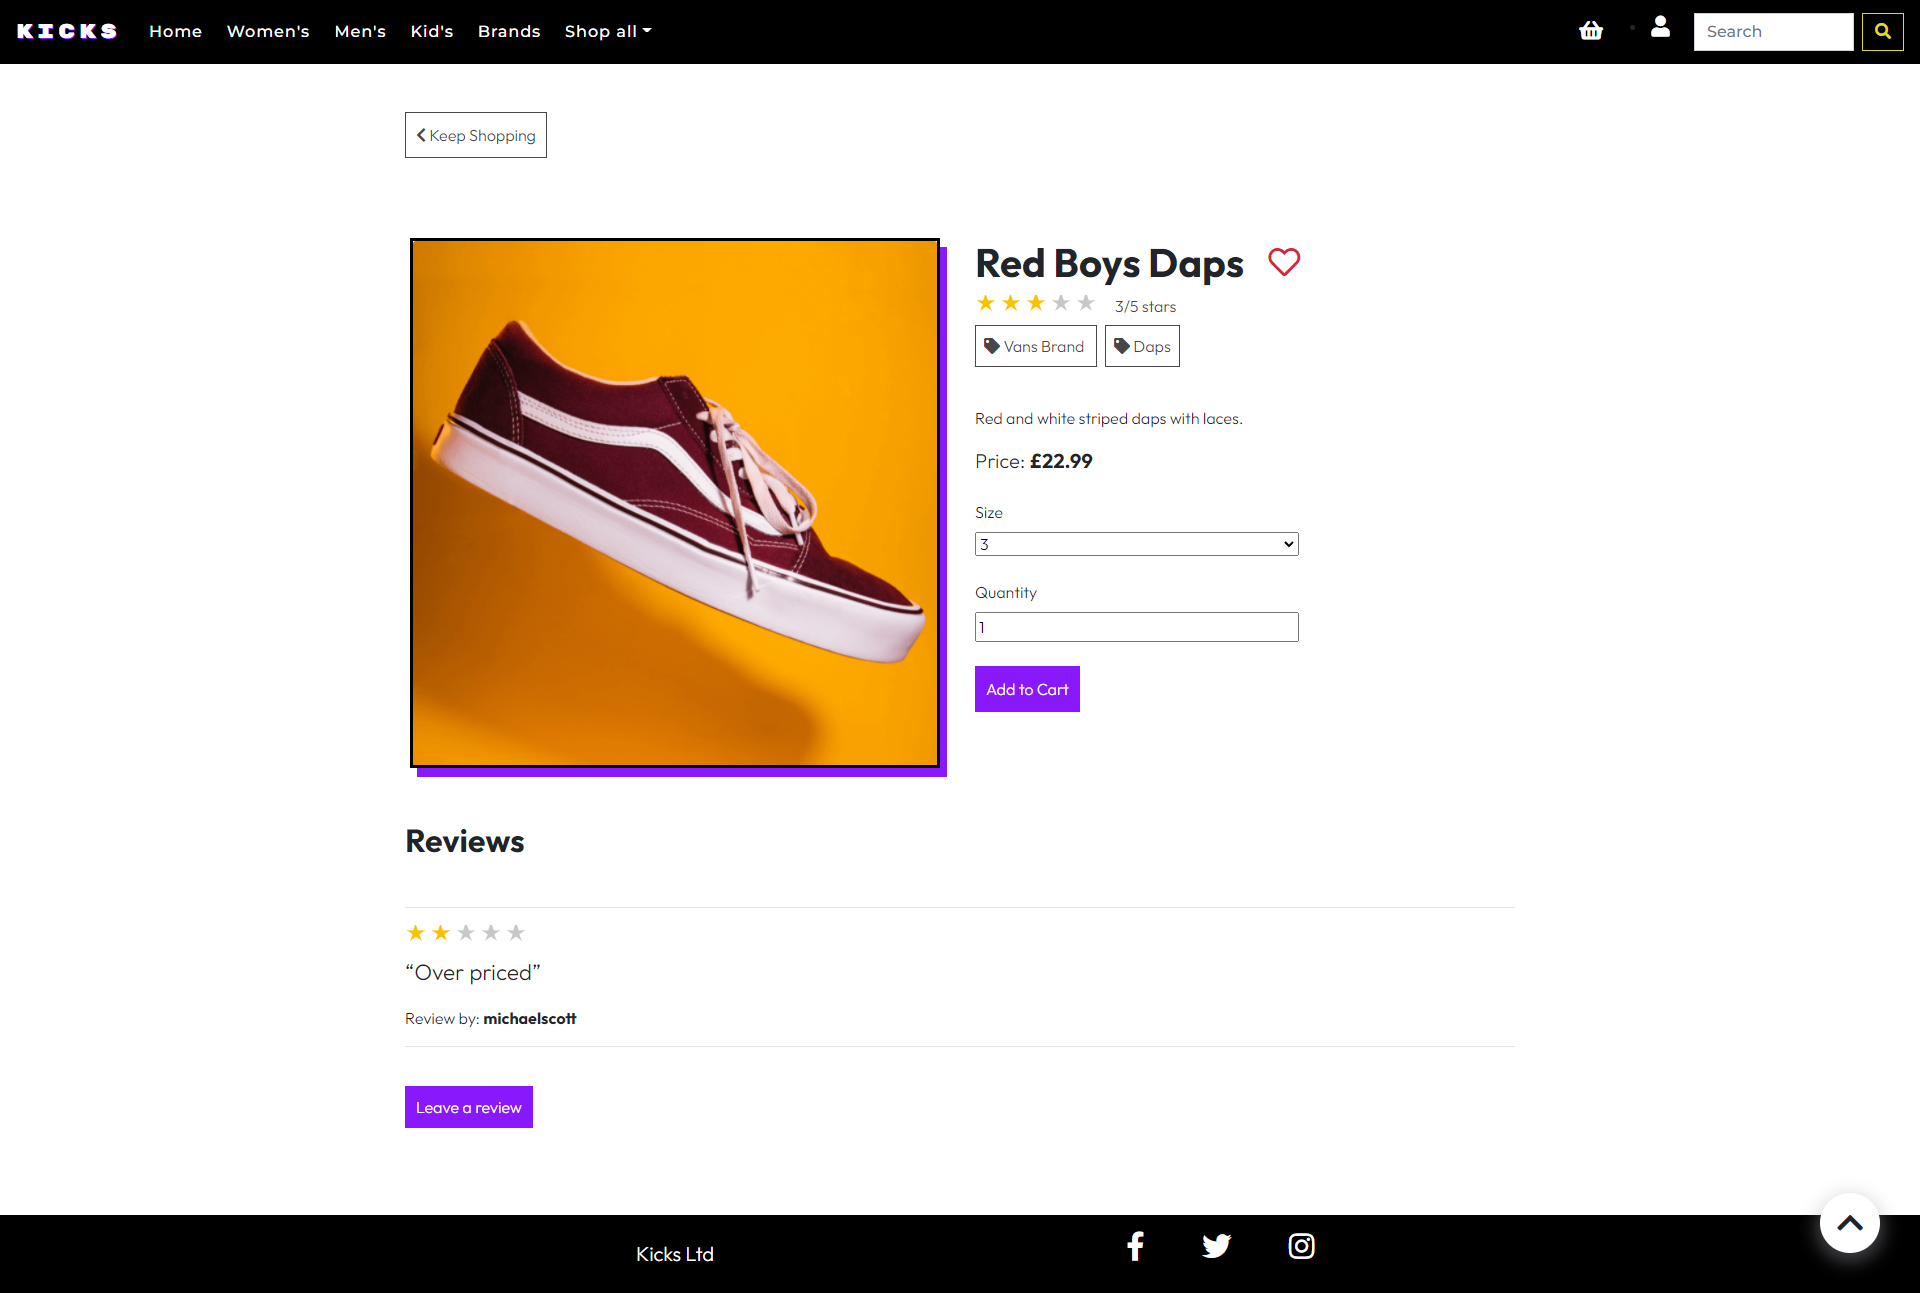 KICKS Home Women's Men's Kid's Brands Shop all Search
Keep Shopping
Red Boys Daps
3/5 stars
Vans Brand Daps
Red and white striped daps with laces.
Price: £22.99
Size
3
Quantity
1
Add to Cart
Reviews
“Over priced”
Review by: michaelscott
Leave a review
Kicks Ltd